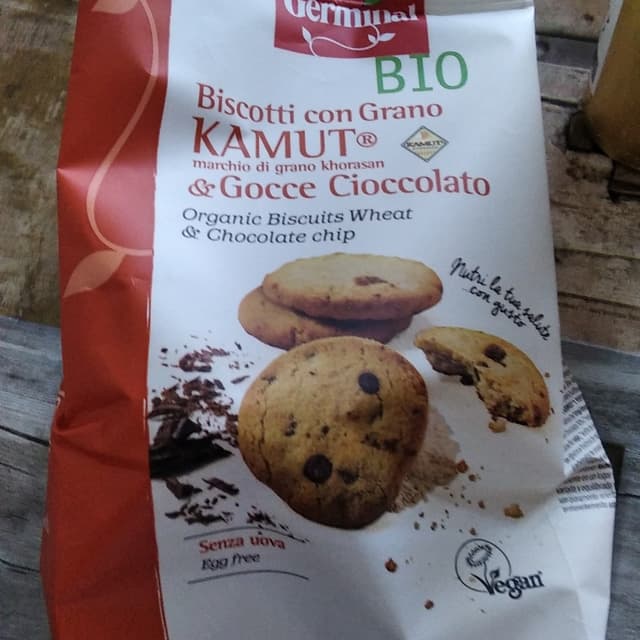 Germinal
BIO
Biscotti con Grano
KAMUT®
KAMUT
marchio di grano khorasan
& Gocce Cioccolato
Organic Biscuits Wheat
& Chocolate chip
Nutri la tua salute
con gusto
Senza uova
Egg free
Vegan